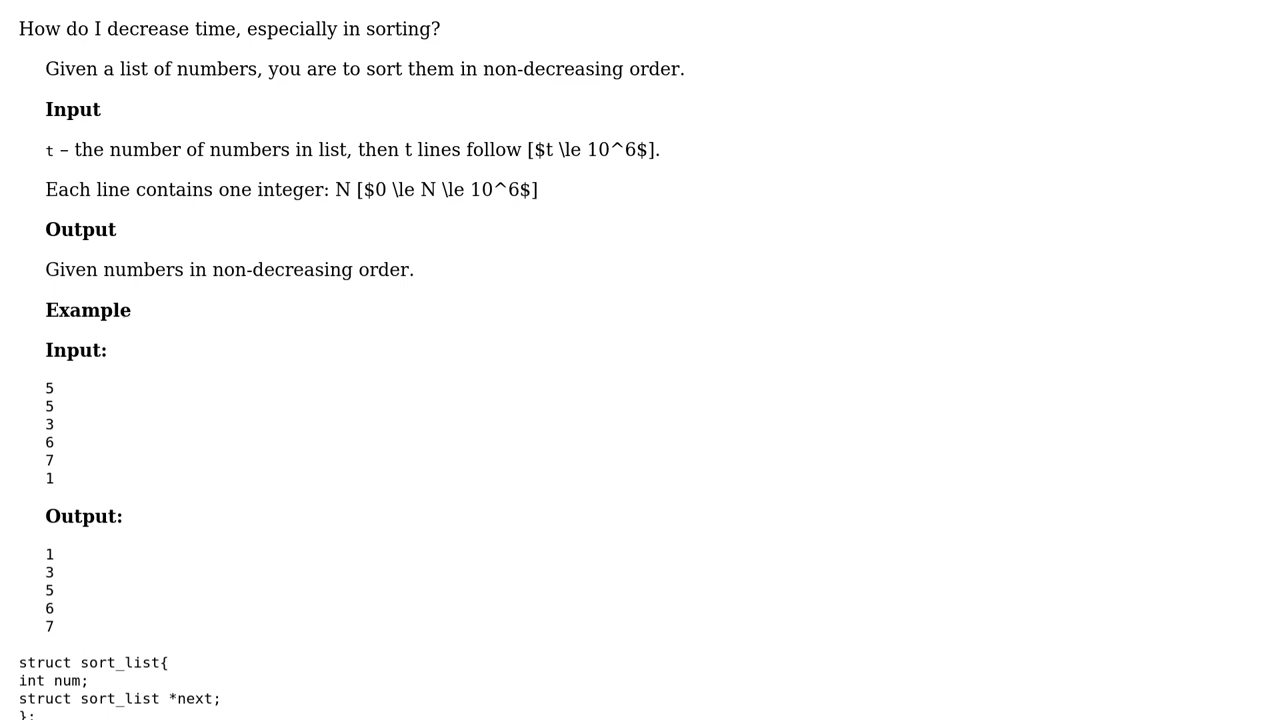 How do I decrease time, especially in sorting?
Given a list of numbers, you are to sort them in non-decreasing order.
Input
t – the number of numbers in list, then t lines follow [$t \le 10^6$].
Each line contains one integer: N [$0 \le N \le 10^6$]
Output
Given numbers in non-decreasing order.
Example
Input:
5
5
3
6
7
1
Output:
1
3
5
6
7
struct sort_list{
int num;
struct sort_list *next;
};